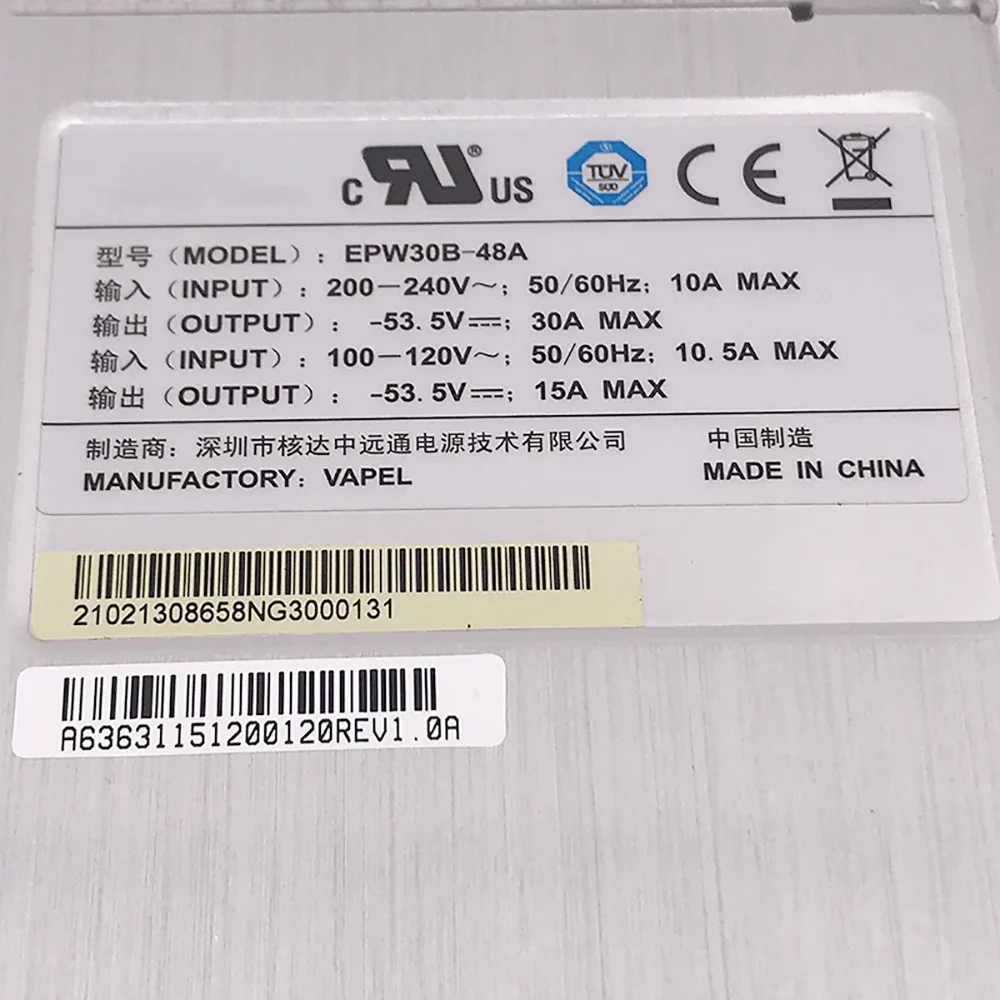 c RU® US TÜV SÜD CE
型号（MODEL）：EPW30B-48A
输入（INPUT）：200－240V～；50/60Hz；10A MAX
输出（OUTPUT）：-53.5V⎓；30A MAX
输入（INPUT）：100－120V～；50/60Hz；10.5A MAX
输出（OUTPUT）：-53.5V⎓；15A MAX
制造商：深圳市核达中远通电源技术有限公司 中国制造
MANUFACTORY：VAPEL MADE IN CHINA
21021308658NG3000131
A63631151200120REV1.0A